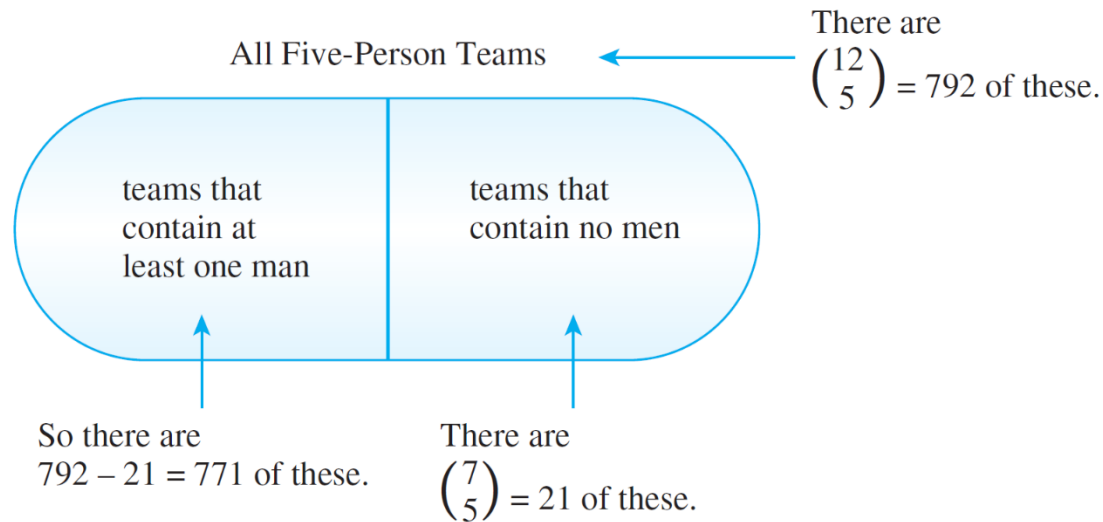 All Five-Person Teams
There are
(12
5) = 792 of these.
teams that
contain at
least one man
teams that
contain no men
So there are
792 – 21 = 771 of these.
There are
(7
5) = 21 of these.